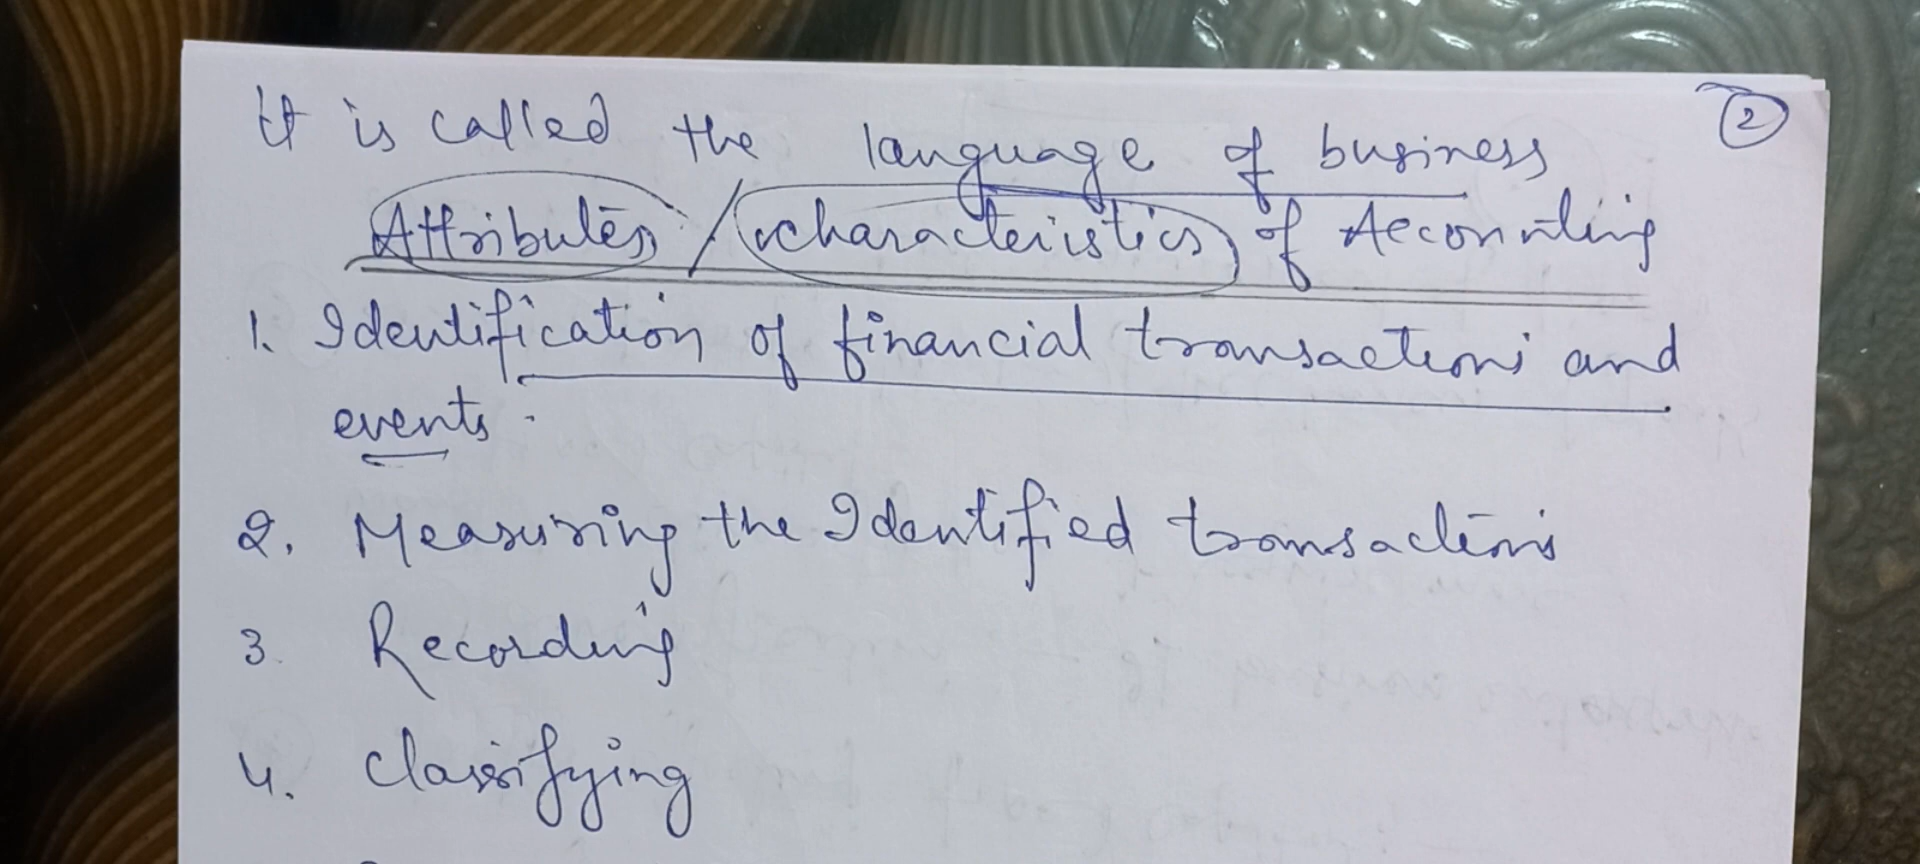 It is called the language of business
2
Attributes / characteristics of Accounting
1. Identification of financial transactions and
events.
2. Measuring the Identified transactions
3. Recording
4. Classifying